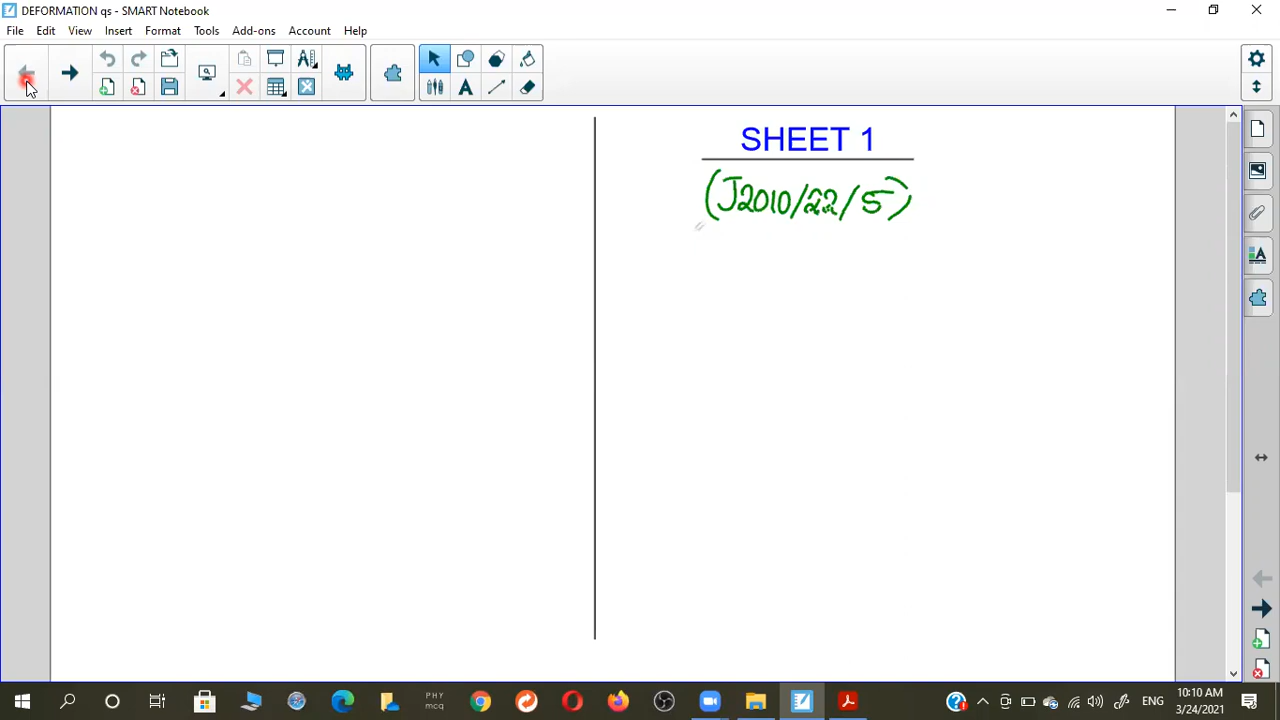 DEFORMATION qs - SMART Notebook
File Edit View Insert Format Tools Add-ons Account Help
SHEET 1
(J2010/22/5)
PHY
mcq
ENG
10:10 AM
3/24/2021